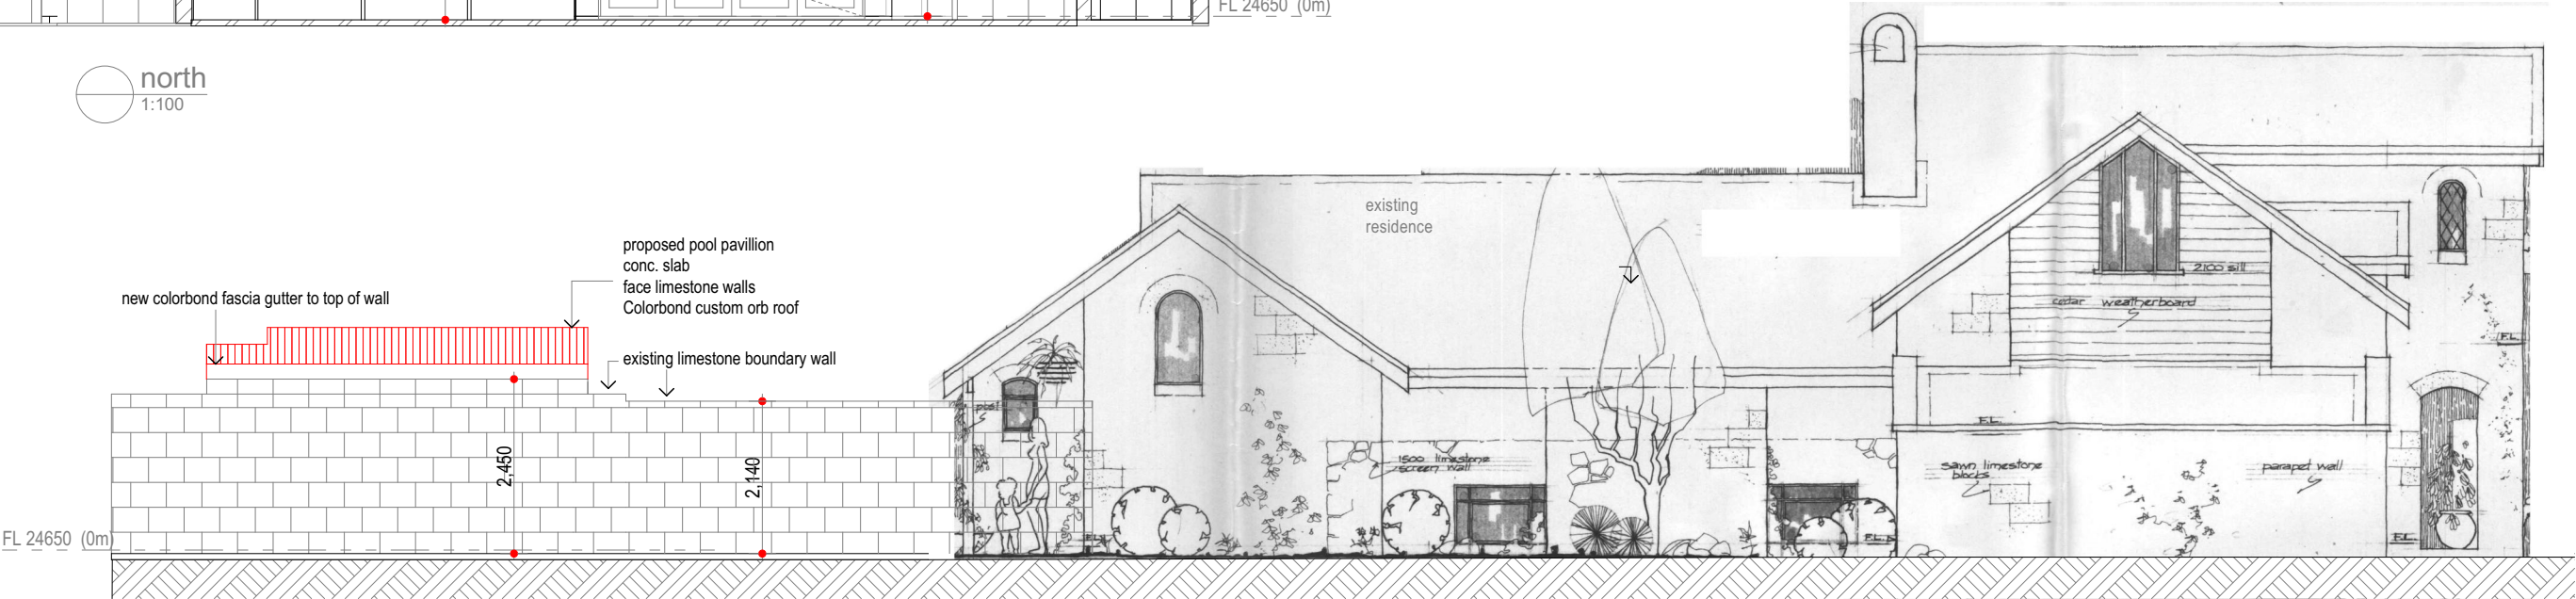 FL 24650 (0m)
north
1:100
existing
residence
proposed pool pavillion
conc. slab
face limestone walls
Colorbond custom orb roof
new colorbond fascia gutter to top of wall
existing limestone boundary wall
2100 sill
cedar weatherboard
F.L.
post
F.L.
1500 limestone
screen wall
sawn limestone
blocks
parapet wall
2,450
2,140
FL 24650 (0m)
F.L.
F.L.
F.L.